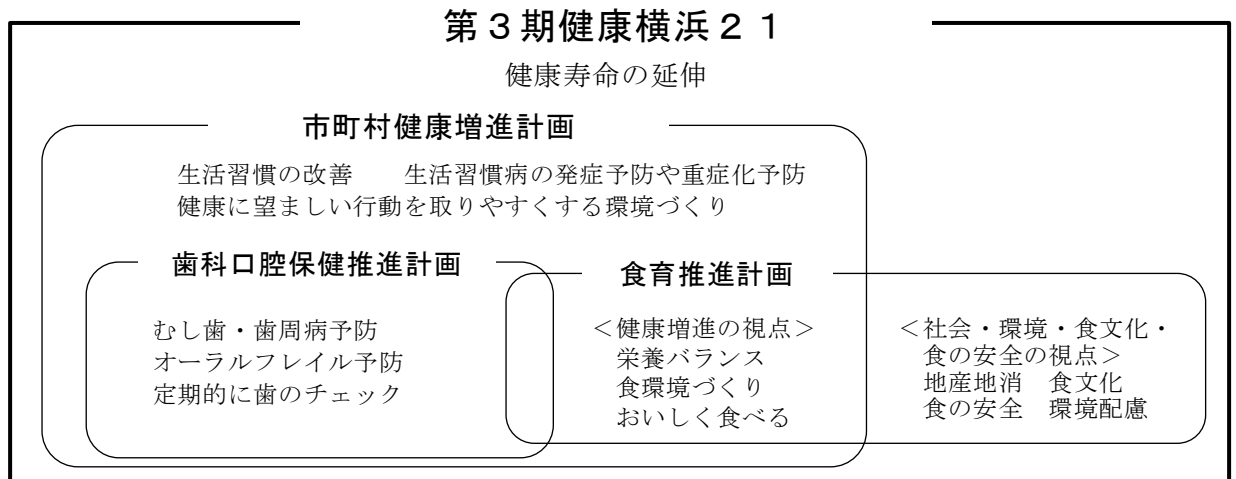 第３期健康横浜２１
健康寿命の延伸
市町村健康増進計画
生活習慣の改善　　生活習慣病の発症予防や重症化予防
健康に望ましい行動を取りやすくする環境づくり
歯科口腔保健推進計画
むし歯・歯周病予防
オーラルフレイル予防
定期的に歯のチェック
食育推進計画
＜健康増進の視点＞
栄養バランス
食環境づくり
おいしく食べる
＜社会・環境・食文化・
食の安全の視点＞
地産地消　食文化
食の安全　環境配慮